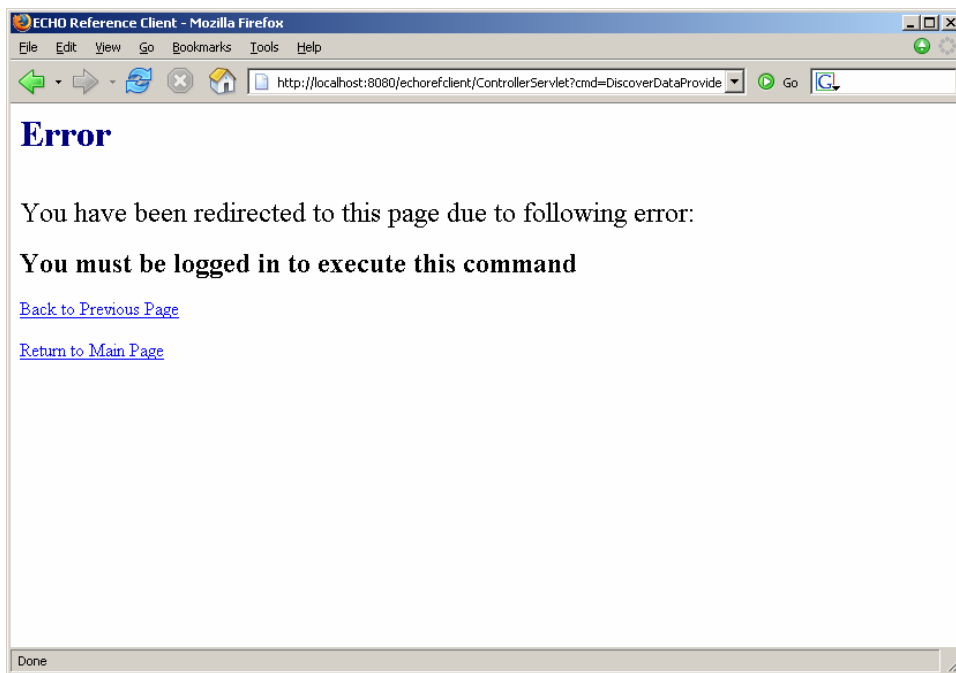 ECHO Reference Client - Mozilla Firefox
File Edit View Go Bookmarks Tools Help
http://localhost:8080/echorefclient/ControllerServlet?cmd=DiscoverDataProvide Go G
Error
You have been redirected to this page due to following error:
You must be logged in to execute this command
Back to Previous Page
Return to Main Page
Done